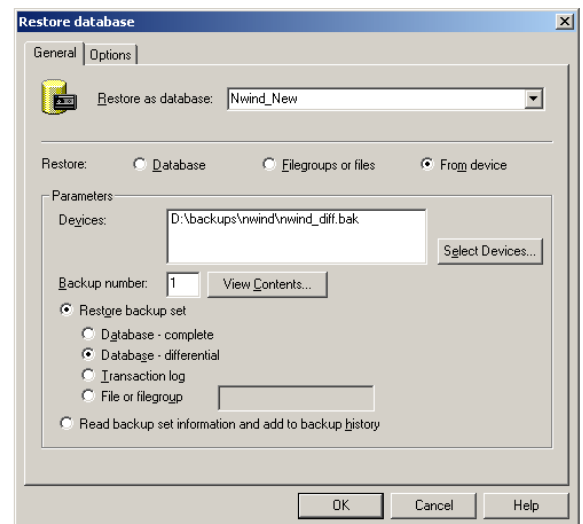 Restore database
General Options
Restore as database: Nwind_New
Restore: Database Filegroups or files From device
Parameters
Devices: D:\backups\nwind\nwind_diff.bak
Select Devices...
Backup number: 1 View Contents...
Restore backup set
Database - complete
Database - differential
Transaction log
File or filegroup
Read backup set information and add to backup history
OK Cancel Help